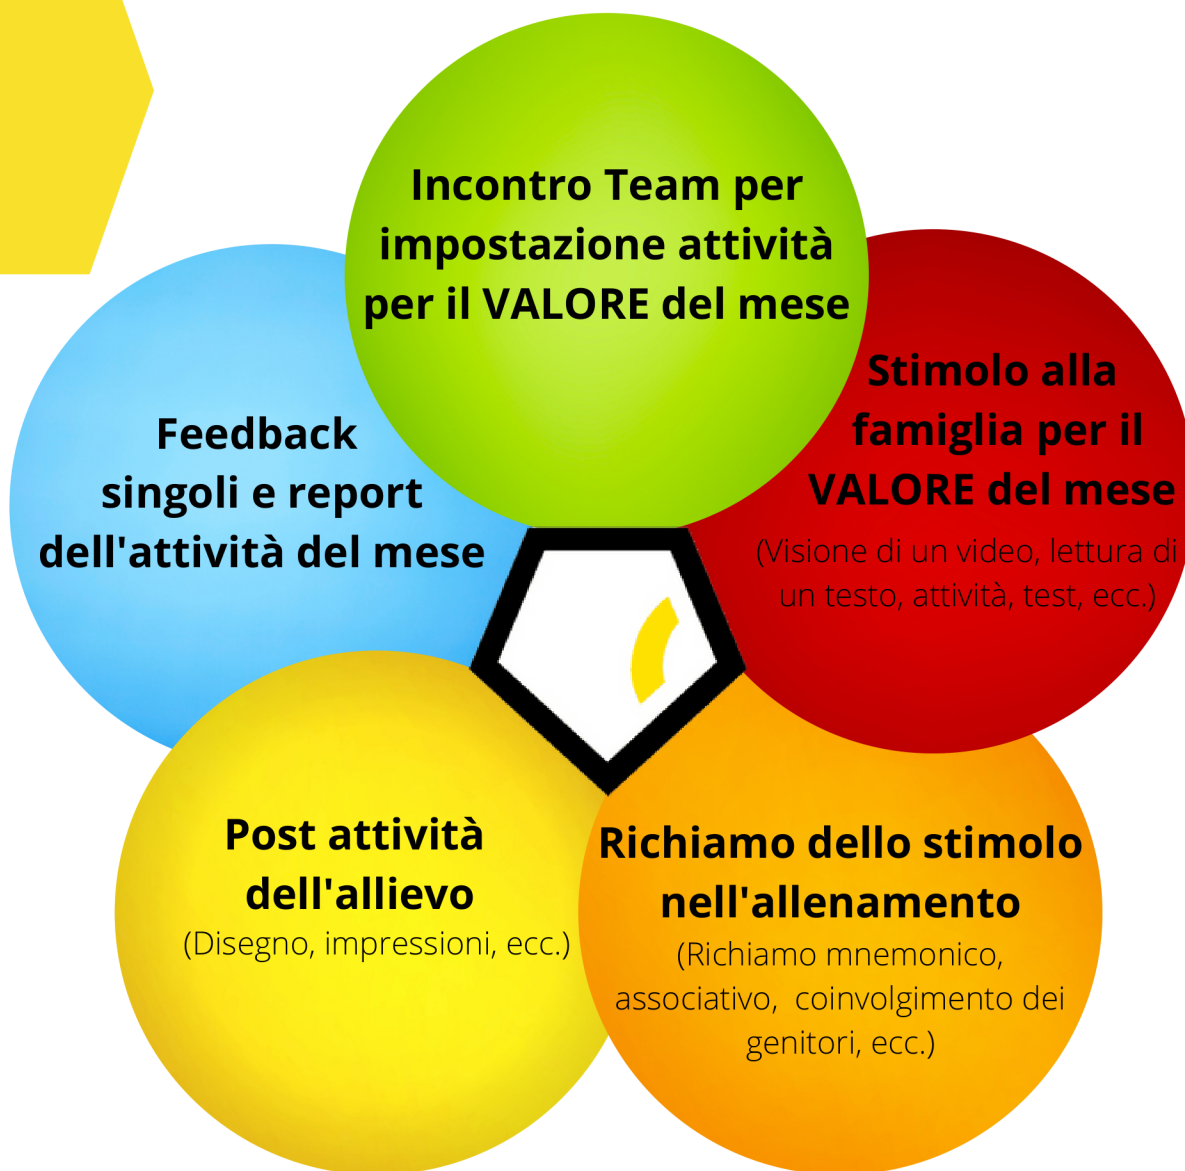 Incontro Team per
impostazione attività
per il VALORE del mese
Stimolo alla
famiglia per il
VALORE del mese
(Visione di un video, lettura di
un testo, attività, test, ecc.)
Richiamo dello stimolo
nell'allenamento
(Richiamo mnemonico,
associativo,  coinvolgimento dei
genitori, ecc.)
Post attività
dell'allievo
(Disegno, impressioni, ecc.)
Feedback
singoli e report
dell'attività del mese